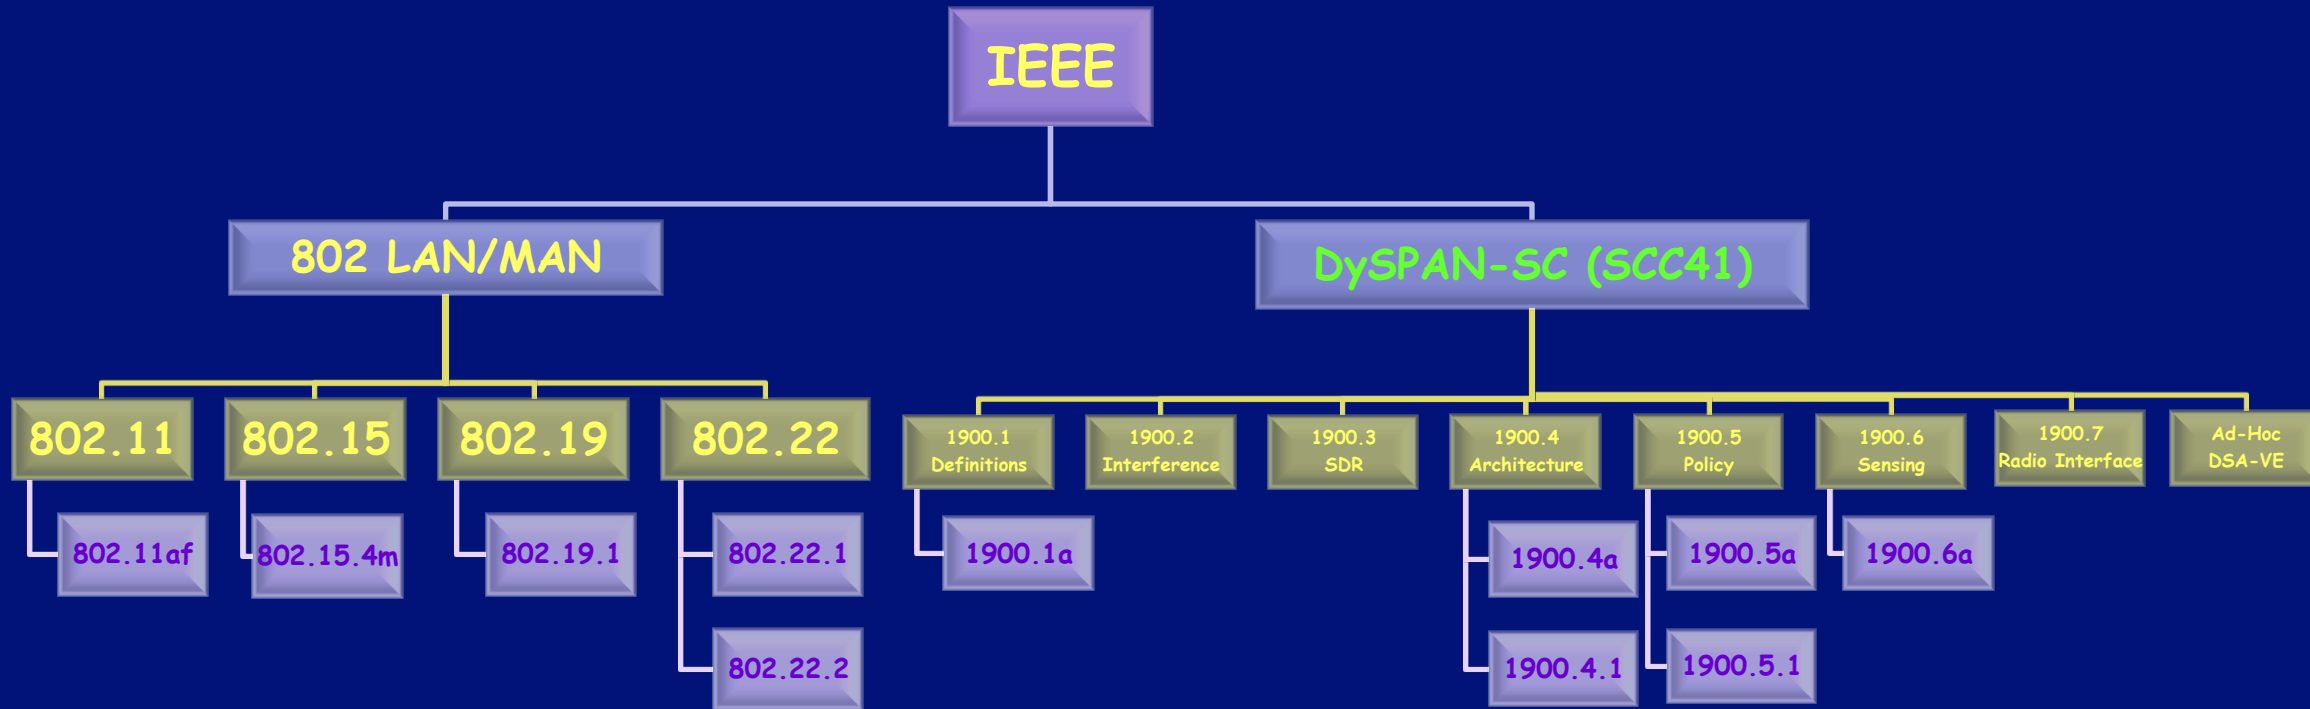 IEEE
802 LAN/MAN
DySPAN-SC (SCC41)
802.11
802.15
802.19
802.22
1900.1
Definitions
1900.2
Interference
1900.3
SDR
1900.4
Architecture
1900.5
Policy
1900.6
Sensing
1900.7
Radio Interface
Ad-Hoc
DSA-VE
802.11af
802.15.4m
802.19.1
802.22.1
1900.1a
1900.4a
1900.5a
1900.6a
802.22.2
1900.4.1
1900.5.1